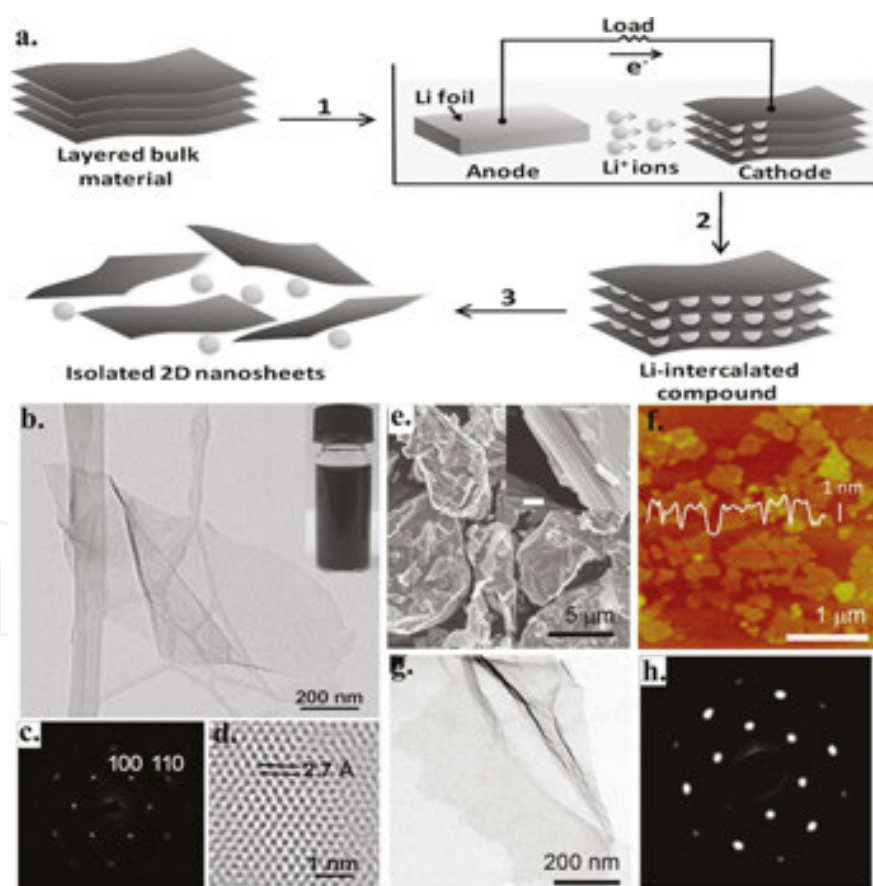 a.
Load
e⁻
Li foil
1
Layered bulk
material
Anode
Li⁺ ions
Cathode
2
3
Isolated 2D nanosheets
Li-intercalated
compound
b.
200 nm
e.
5 μm
f.
1 nm
1 μm
c.
100 110
d.
2.7 A
1 nm
g.
200 nm
h.